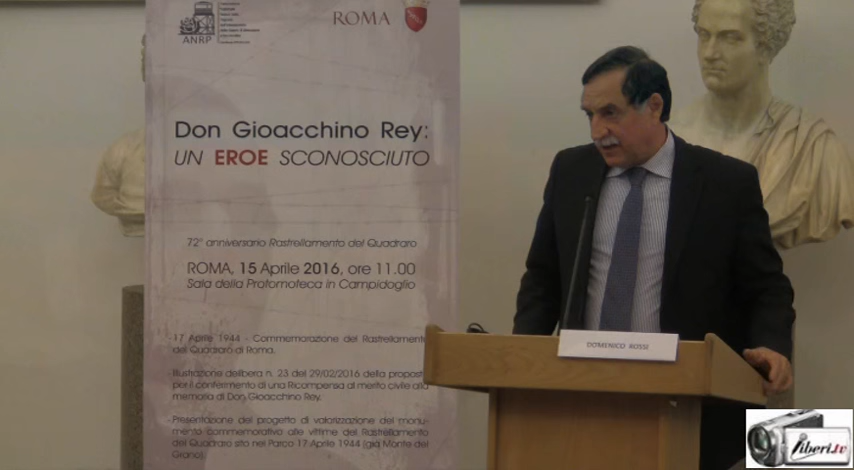 ANRP
ROMA
Don Gioacchino Rey:
UN EROE SCONOSCIUTO
72° anniversario Rastrellamento del Quadraro
ROMA, 15 Aprile 2016, ore 11.00
Sala della Protomoteca in Campidoglio
17 Aprile 1944 - Commemorazione del Rastrellamento
del Quadraro di Roma.
Illustrazione delibera n. 23 del 29/02/2016 della proposta
per il conferimento di una Ricompensa al merito civile alla
memoria di Don Gioacchino Rey.
Presentazione del progetto di valorizzazione del monu-
mento commemorativo alle vittime del Rastrellamento
del Quadraro sito nel Parco 17 Aprile 1944 (già Monte del
Grano)
DOMENICO ROSSI
liberi.tv